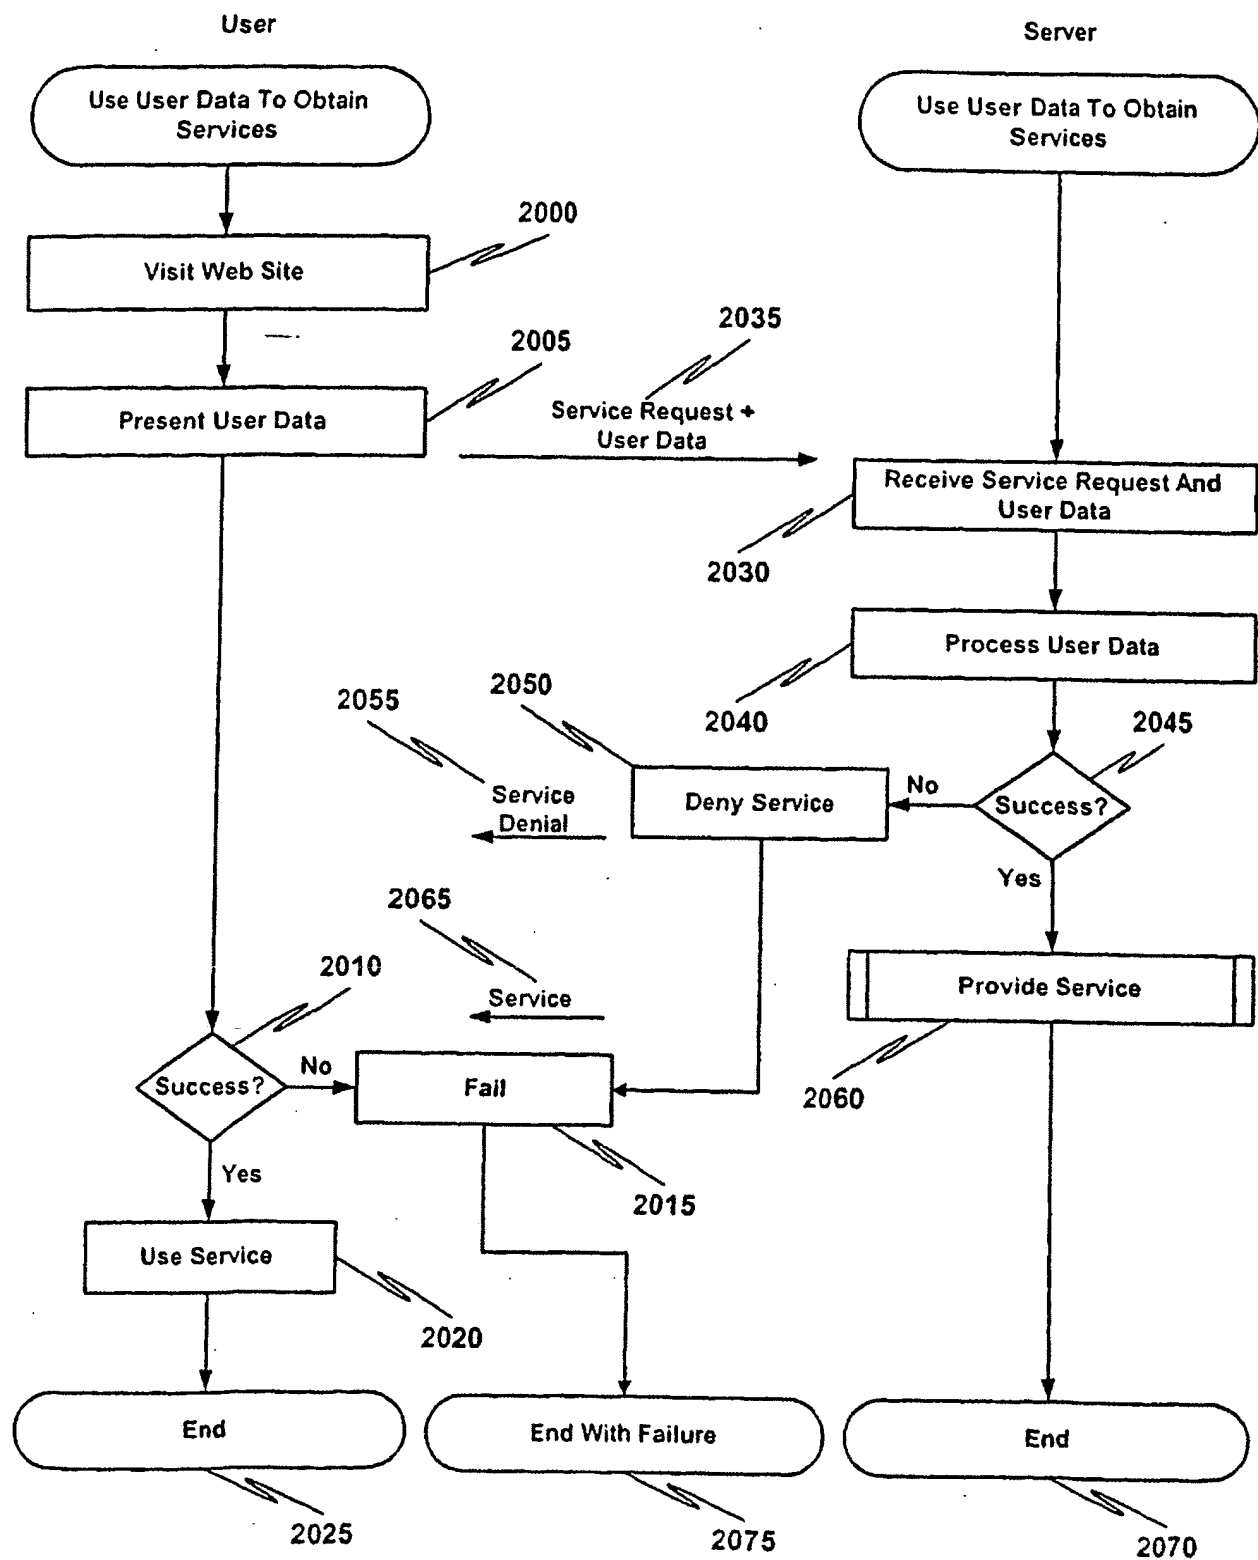 User
Server
Use User Data To Obtain
Services
Use User Data To Obtain
Services
2000
Visit Web Site
2035
2005
Present User Data
Service Request +
User Data
Receive Service Request And
User Data
2030
Process User Data
2040
2045
2050
2055
Success?
No
Deny Service
Service
Denial
Yes
2065
Provide Service
Service
2060
2010
Success?
No
Fail
Yes
2015
Use Service
2020
End
End With Failure
End
2025
2075
2070